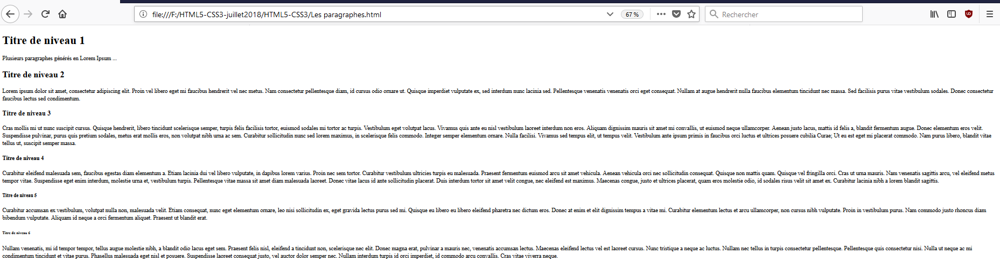 file:///F:/HTML5-CSS3-juillet2018/HTML5-CSS3/Les paragraphes.html
67 %
Rechercher
Titre de niveau 1
Plusieurs paragraphes générés en Lorem Ipsum ...
Titre de niveau 2
Lorem ipsum dolor sit amet, consectetur adipiscing elit. Proin vel libero eget mi faucibus hendrerit vel nec metus. Nam consectetur pellentesque diam, id cursus odio ornare ut. Quisque imperdiet vulputate ex, sed interdum nunc lacinia sed. Pellentesque venenatis venenatis orci eget consequat. Nullam at augue hendrerit nulla faucibus elementum tincidunt nec massa. Sed facilisis purus vitae vestibulum sodales. Donec consectetur
faucibus lectus sed condimentum.
Titre de niveau 3
Cras mollis mi ut nunc suscipit cursus. Quisque hendrerit, libero tincidunt scelerisque semper, turpis felis facilisis tortor, euismod sodales mi tortor ac turpis. Vestibulum eget volutpat lacus. Vivamus quis ante eu nisl vestibulum laoreet interdum non eros. Aliquam dignissim mauris sit amet mi convallis, ut euismod neque ullamcorper. Aenean justo lacus, mattis id felis a, blandit fermentum augue. Donec elementum eros velit.
Suspendisse pulvinar, purus quis pretium sodales, metus erat mollis eros, non volutpat nibh urna ac sem. Curabitur sollicitudin nunc sed lorem maximus, in scelerisque felis commodo. Integer semper elementum ornare. Nulla facilisi. Vivamus sed tempus elit, ut tempus velit. Vestibulum ante ipsum primis in faucibus orci luctus et ultrices posuere cubilia Curae; Ut eu est eget mi placerat commodo. Nam purus libero, blandit vitae
tellus ut, suscipit semper massa.
Titre de niveau 4
Curabitur eleifend malesuada sem, faucibus egestas diam elementum a. Etiam lacinia dui vel libero vulputate, in dapibus lorem varius. Proin nec sem tortor. Curabitur vestibulum ultricies turpis eu malesuada. Praesent fermentum euismod arcu sit amet vehicula. Aenean vehicula orci nec sollicitudin consequat. Quisque non mattis quam. Quisque vel fringilla orci. Cras ut urna mauris. Nam venenatis sagittis arcu, vel eleifend metus
tempor vitae. Suspendisse eget enim interdum, molestie urna et, vestibulum turpis. Pellentesque vitae massa sit amet diam malesuada laoreet. Donec vitae lacus id ante sollicitudin placerat. Duis interdum tortor sit amet velit congue, nec eleifend est maximus. Maecenas congue, justo et ultrices placerat, quam eros molestie odio, id sodales risus velit sit amet ex. Curabitur lacinia nibh a lorem blandit sagittis.
Titre de niveau 5
Curabitur accumsan ex vestibulum, volutpat nulla non, malesuada velit. Etiam consequat, nunc eget elementum ornare, leo nisi sollicitudin ex, eget gravida lectus purus sed mi. Quisque eu libero eu libero eleifend pharetra nec dictum eros. Donec at enim et elit dignissim tempus a vitae mi. Curabitur elementum lectus et arcu ullamcorper, non cursus nibh vulputate. Proin in vestibulum purus. Nam commodo justo rhoncus diam
bibendum vulputate. Aliquam id neque a orci fermentum aliquet. Praesent ut blandit erat.
Titre de niveau 6
Nullam venenatis, mi id tempor tempor, tellus augue molestie nibh, a blandit odio lacus eget sem. Praesent felis nisl, eleifend a tincidunt non, scelerisque nec elit. Donec magna erat, pulvinar a mauris nec, venenatis accumsan lectus. Maecenas eleifend lectus vel est laoreet cursus. Nunc tristique a neque ac luctus. Nullam nec tellus in turpis consectetur pellentesque. Pellentesque quis consectetur nisi. Nulla ut neque ac mi
condimentum tincidunt et vitae purus. Phasellus malesuada eget nisl et posuere. Suspendisse laoreet consequat justo, vel auctor dolor semper nec. Nullam interdum turpis id orci imperdiet, id commodo arcu convallis. Cras vitae viverra neque.